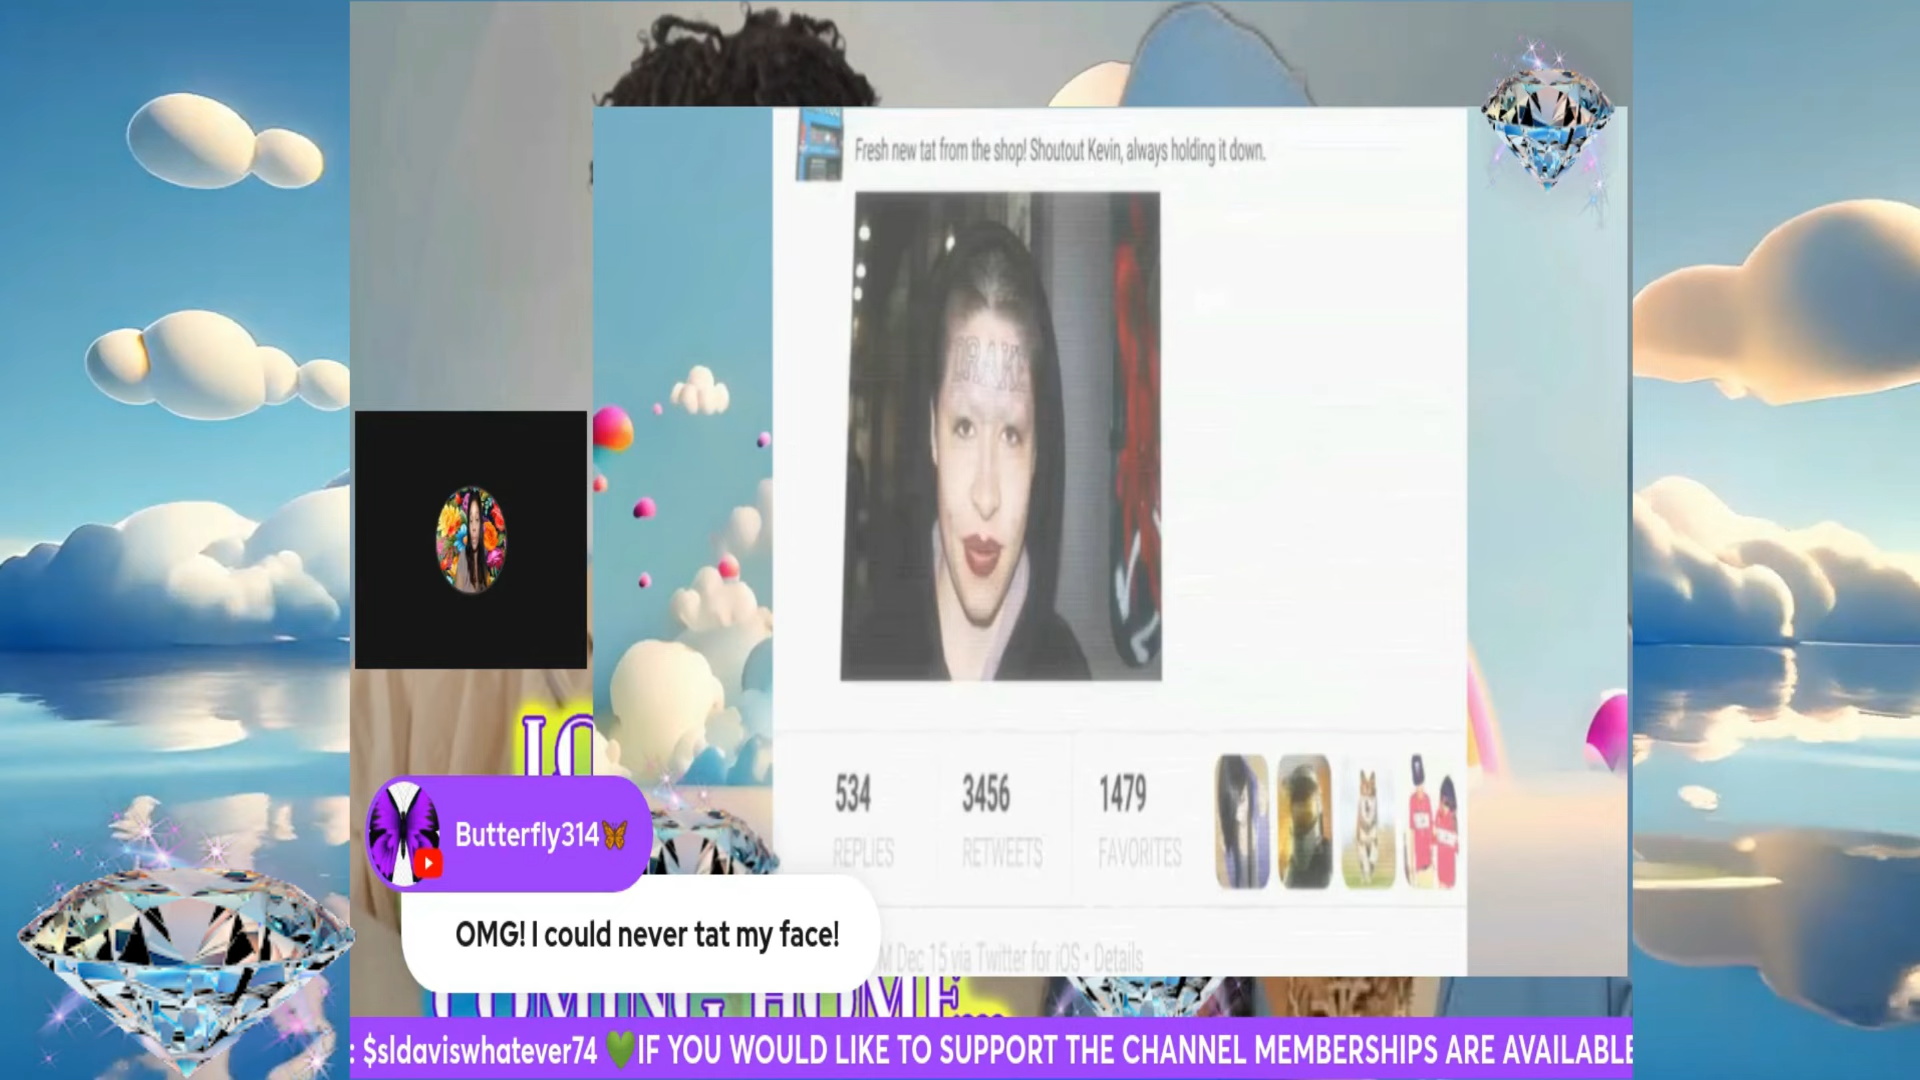 Fresh new tat from the shop! Shoutout Kevin, always holding it down.
DRAKE
534
REPLIES
3456
RETWEETS
1479
FAVORITES
Dec 15 via Twitter for iOS • Details
Butterfly314🦋
OMG! I could never tat my face!
COMING HOME....
: $sldaviswhatever74 💚IF YOU WOULD LIKE TO SUPPORT THE CHANNEL MEMBERSHIPS ARE AVAILABLE